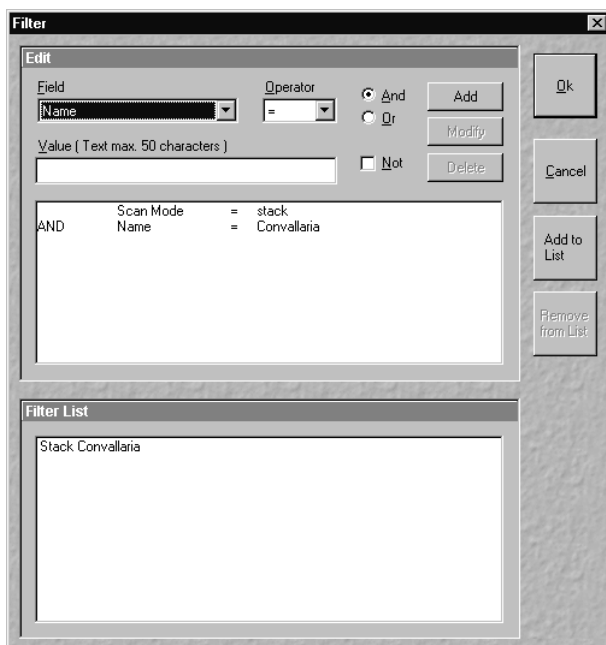 Filter
Edit
Field Operator
Name = And Add
Or
Value ( Text max. 50 characters ) Modify
Not Delete
Scan Mode = stack
AND Name = Convallaria
Filter List
Stack Convallaria
Ok
Cancel
Add to
List
Remove
from List